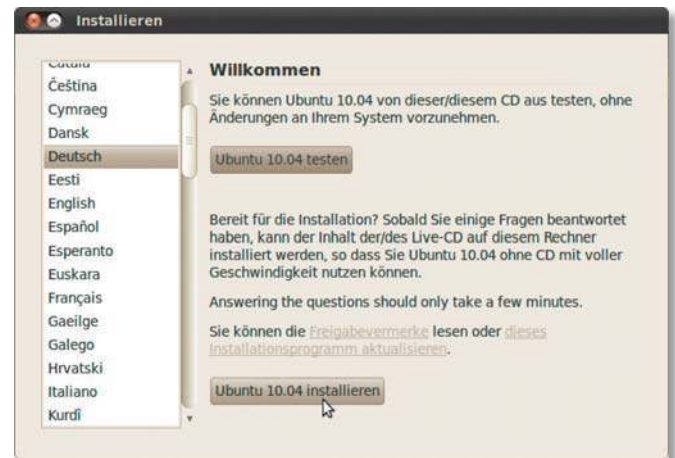 Installieren
Català
Čeština
Cymraeg
Dansk
Deutsch
Eesti
English
Español
Esperanto
Euskara
Français
Gaeilge
Galego
Hrvatski
Italiano
Kurdî
Willkommen
Sie können Ubuntu 10.04 von dieser/diesem CD aus testen, ohne
Änderungen an Ihrem System vorzunehmen.
Ubuntu 10.04 testen
Bereit für die Installation? Sobald Sie einige Fragen beantwortet
haben, kann der Inhalt der/des Live-CD auf diesem Rechner
installiert werden, so dass Sie Ubuntu 10.04 ohne CD mit voller
Geschwindigkeit nutzen können.
Answering the questions should only take a few minutes.
Sie können die Freigabevermerke lesen oder dieses
Installationsprogramm aktualisieren.
Ubuntu 10.04 installieren